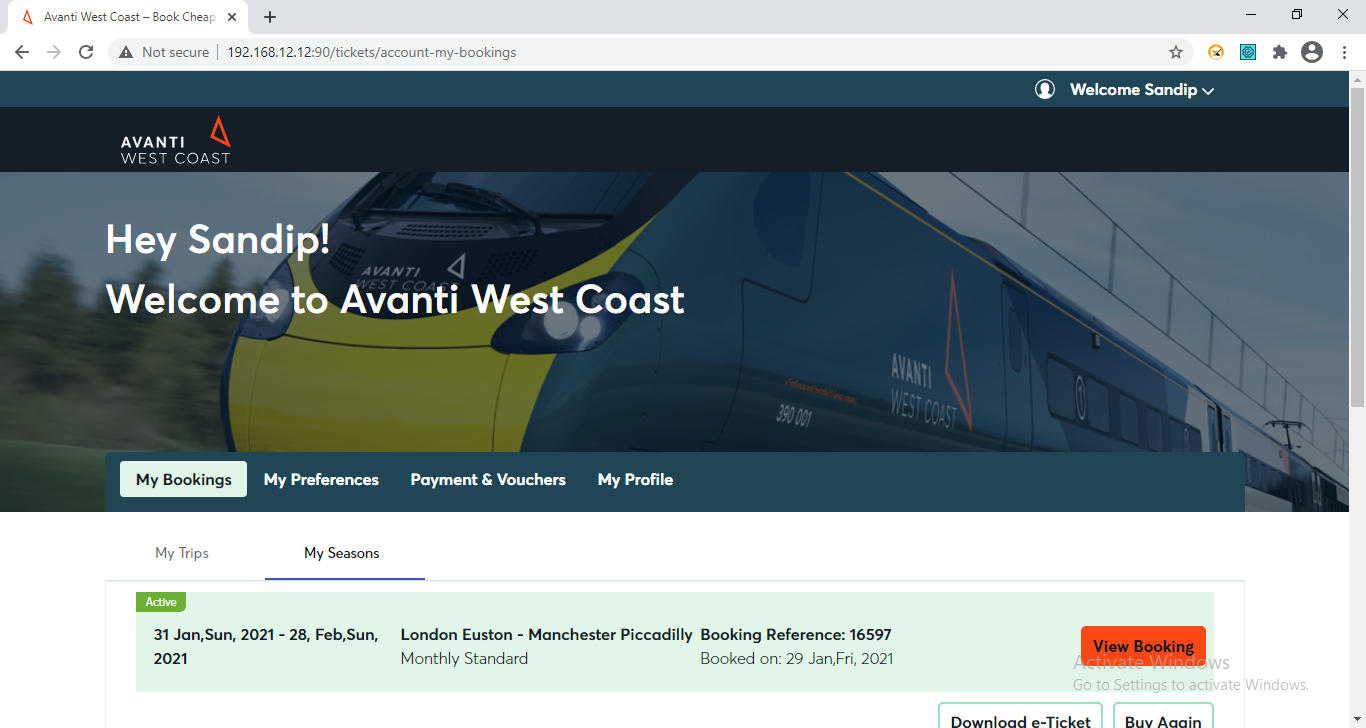 Avanti West Coast – Book Cheap
Not secure
192.168.12.12:90/tickets/account-my-bookings
Welcome Sandip
AVANTI
WEST COAST
Hey Sandip!
AVANTI
WEST COAST
Welcome to Avanti West Coast
AVANTI
WEST COAST
390 001
1
My Bookings My Preferences Payment & Vouchers My Profile
My Trips My Seasons
Active
31 Jan,Sun, 2021 - 28, Feb,Sun, London Euston - Manchester Piccadilly Booking Reference: 16597
2021 Monthly Standard Booked on: 29 Jan,Fri, 2021
View Booking
Activate Windows
Go to Settings to activate Windows.
Download e-Ticket Buy Again